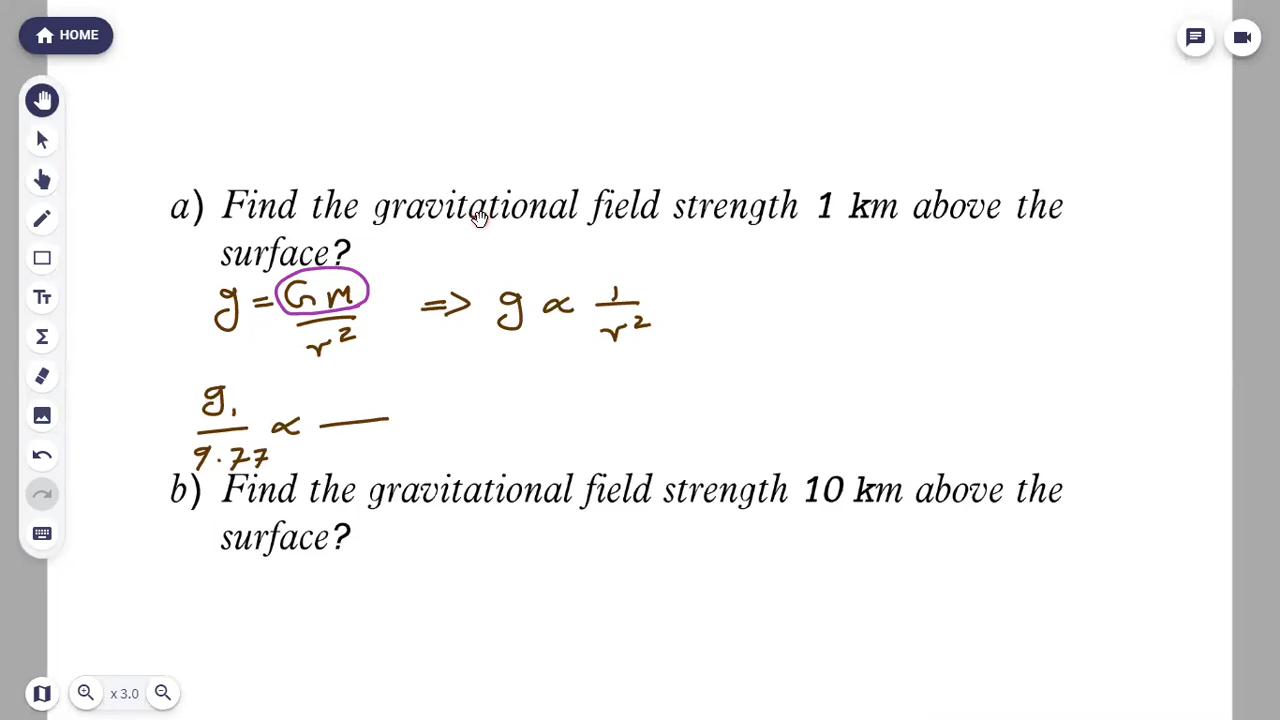 HOME
a) Find the gravitational field strength 1 km above the
surface?
g = GM/r² => g ∝ 1/r²
g₁/9.77 ∝ —
b) Find the gravitational field strength 10 km above the
surface?
x 3.0
Tт
Σ